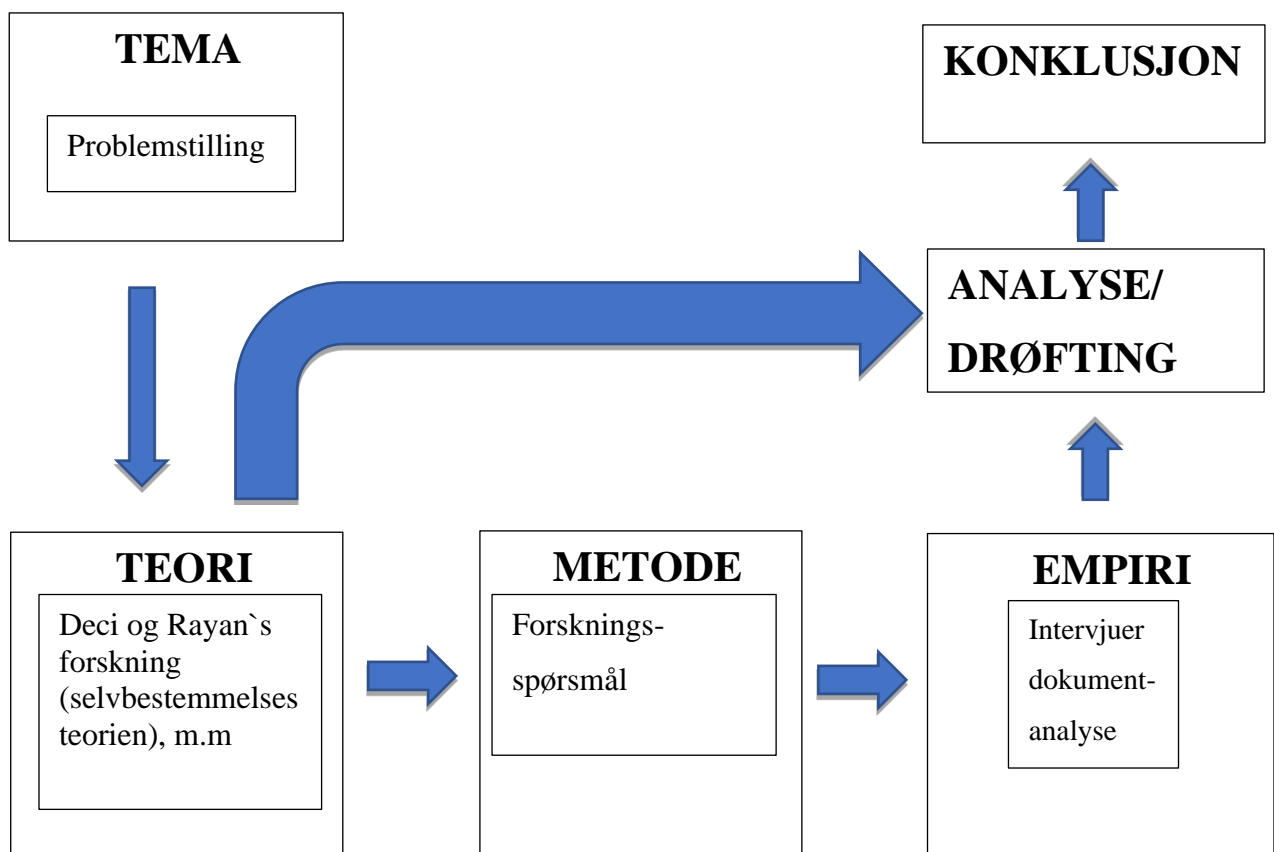 TEMA
Problemstilling
KONKLUSJON
ANALYSE/
DRØFTING
TEORI
Deci og Rayan`s
forskning
(selvbestemmelses
teorien), m.m
METODE
Forsknings-
spørsmål
EMPIRI
Intervjuer
dokument-
analyse